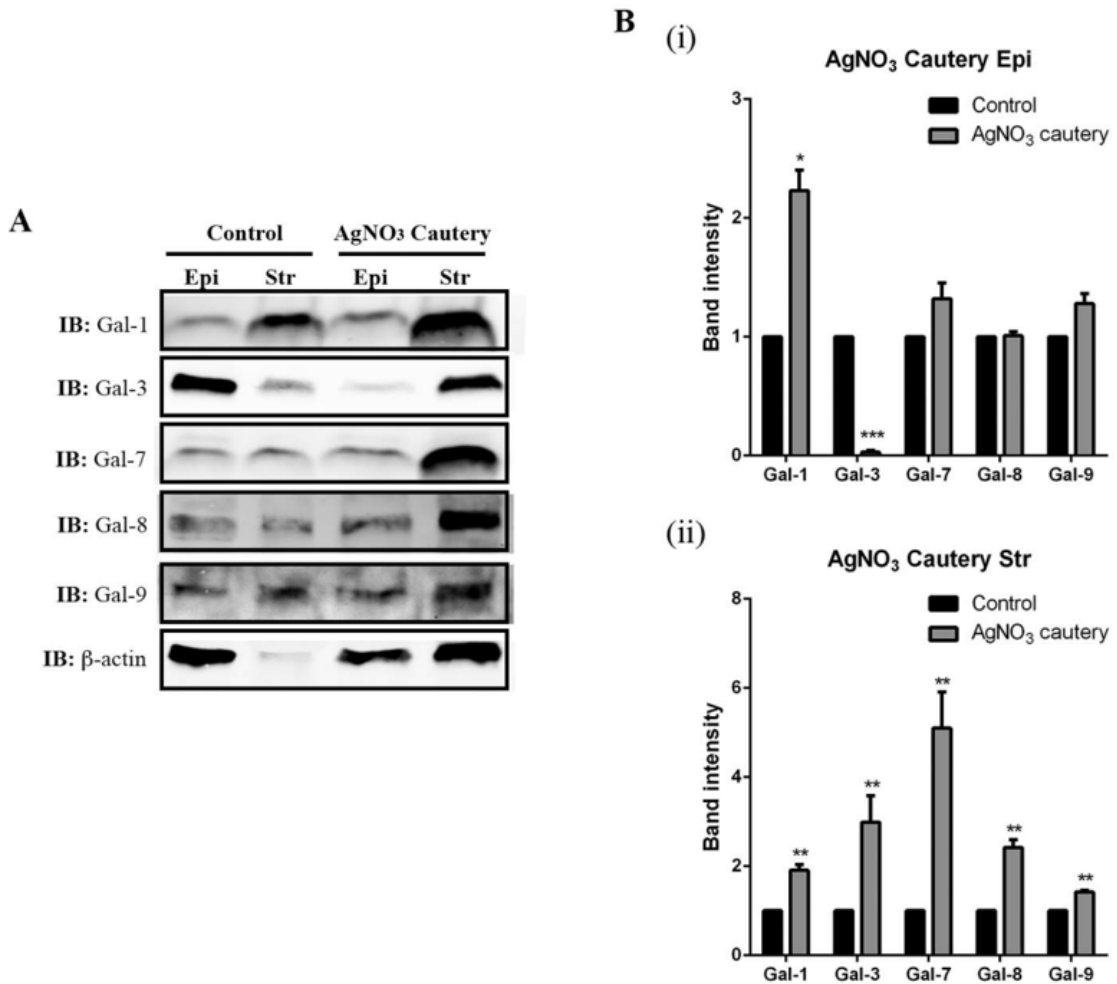 A
Control AgNO3 Cautery
Epi Str Epi Str
IB: Gal-1
IB: Gal-3
IB: Gal-7
IB: Gal-8
IB: Gal-9
IB: β-actin
B
(i)
AgNO3 Cautery Epi
Control
AgNO3 cautery
Band intensity
3
2
1
0
*
***
Gal-1 Gal-3 Gal-7 Gal-8 Gal-9
(ii)
AgNO3 Cautery Str
Control
AgNO3 cautery
Band intensity
8
6
4
2
0
**
**
**
**
**
Gal-1 Gal-3 Gal-7 Gal-8 Gal-9